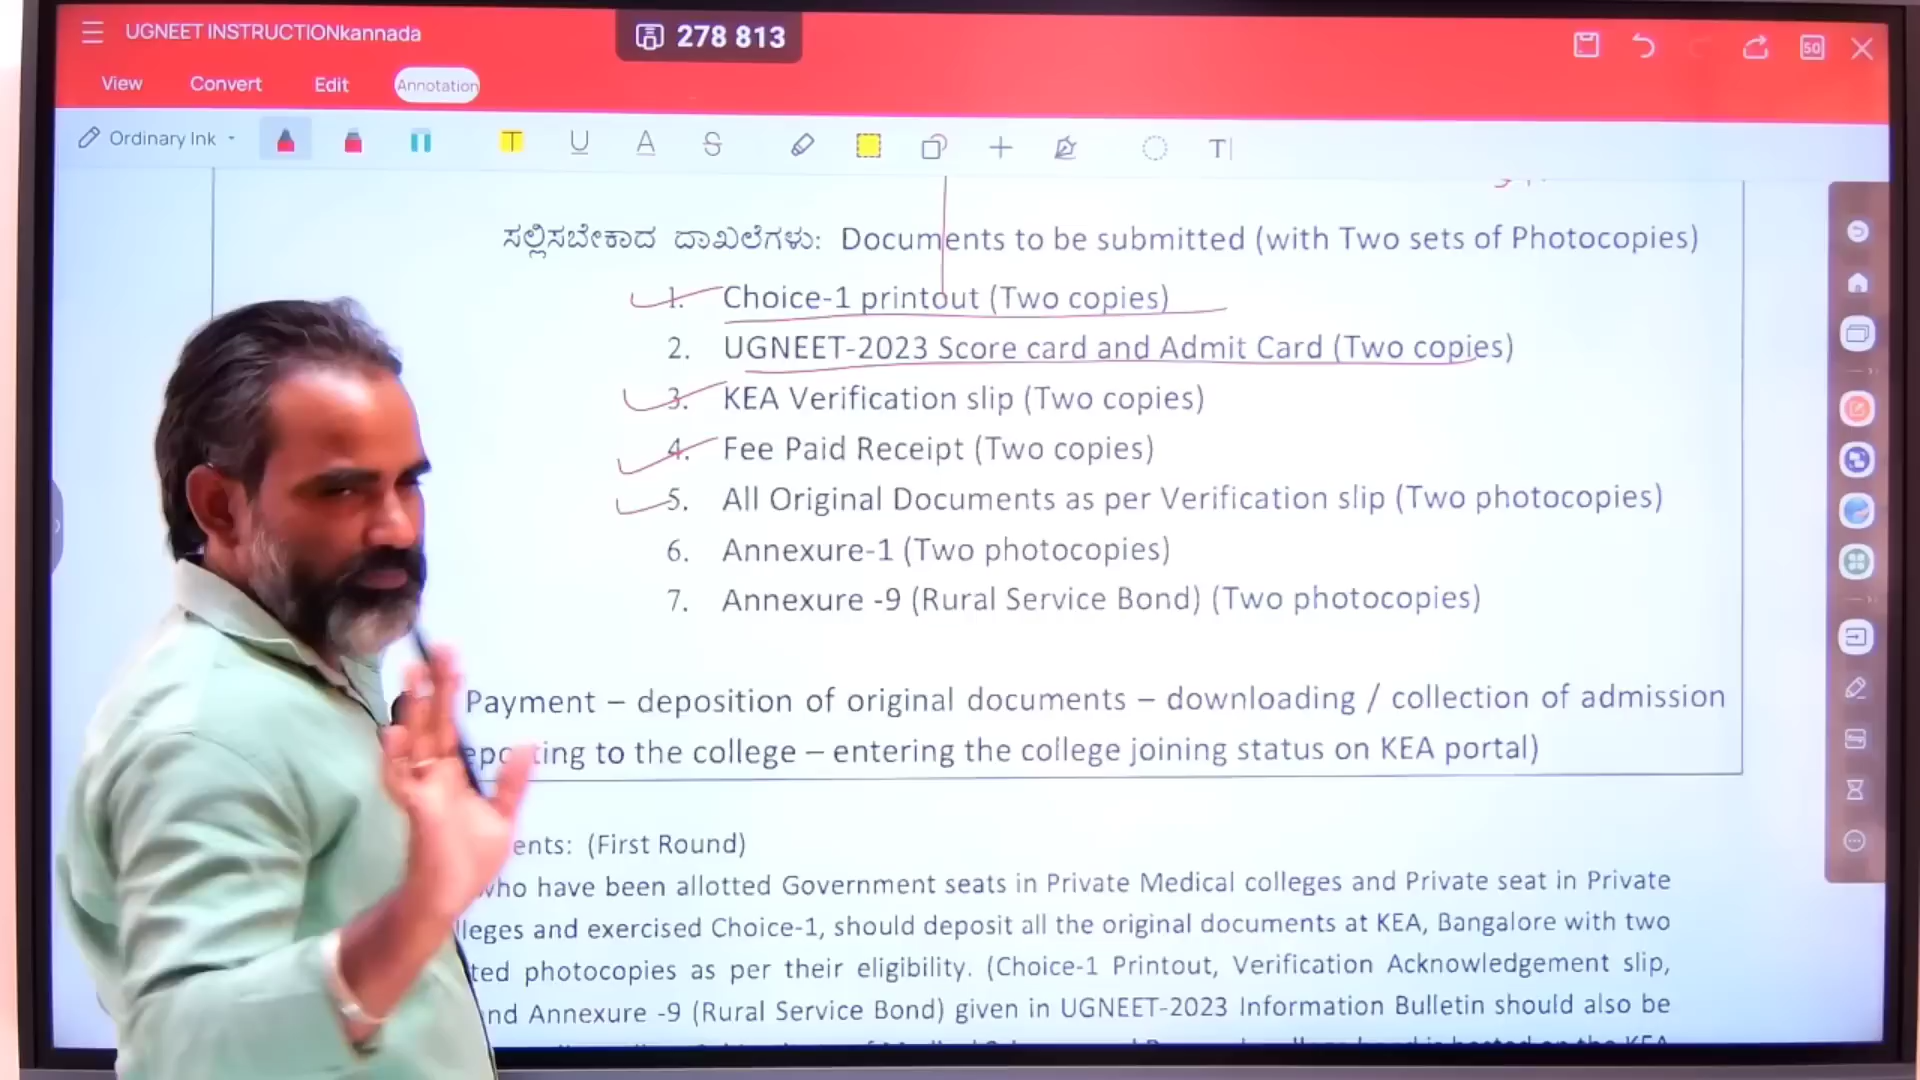 UGNEET INSTRUCTIONkannada
278 813
50
View Convert Edit Annotation
Ordinary Ink
ಸಲ್ಲಿಸಬೇಕಾದ ದಾಖಲೆಗಳು: Documents to be submitted (with Two sets of Photocopies)
1. Choice-1 printout (Two copies)
2. UGNEET-2023 Score card and Admit Card (Two copies)
3. KEA Verification slip (Two copies)
4. Fee Paid Receipt (Two copies)
5. All Original Documents as per Verification slip (Two photocopies)
6. Annexure-1 (Two photocopies)
7. Annexure -9 (Rural Service Bond) (Two photocopies)
Payment – deposition of original documents – downloading / collection of admission
to the college – entering the college joining status on KEA portal)
ents: (First Round)
who have been allotted Government seats in Private Medical colleges and Private seat in Private
lleges and exercised Choice-1, should deposit all the original documents at KEA, Bangalore with two
ted photocopies as per their eligibility. (Choice-1 Printout, Verification Acknowledgement slip,
nd Annexure -9 (Rural Service Bond) given in UGNEET-2023 Information Bulletin should also be